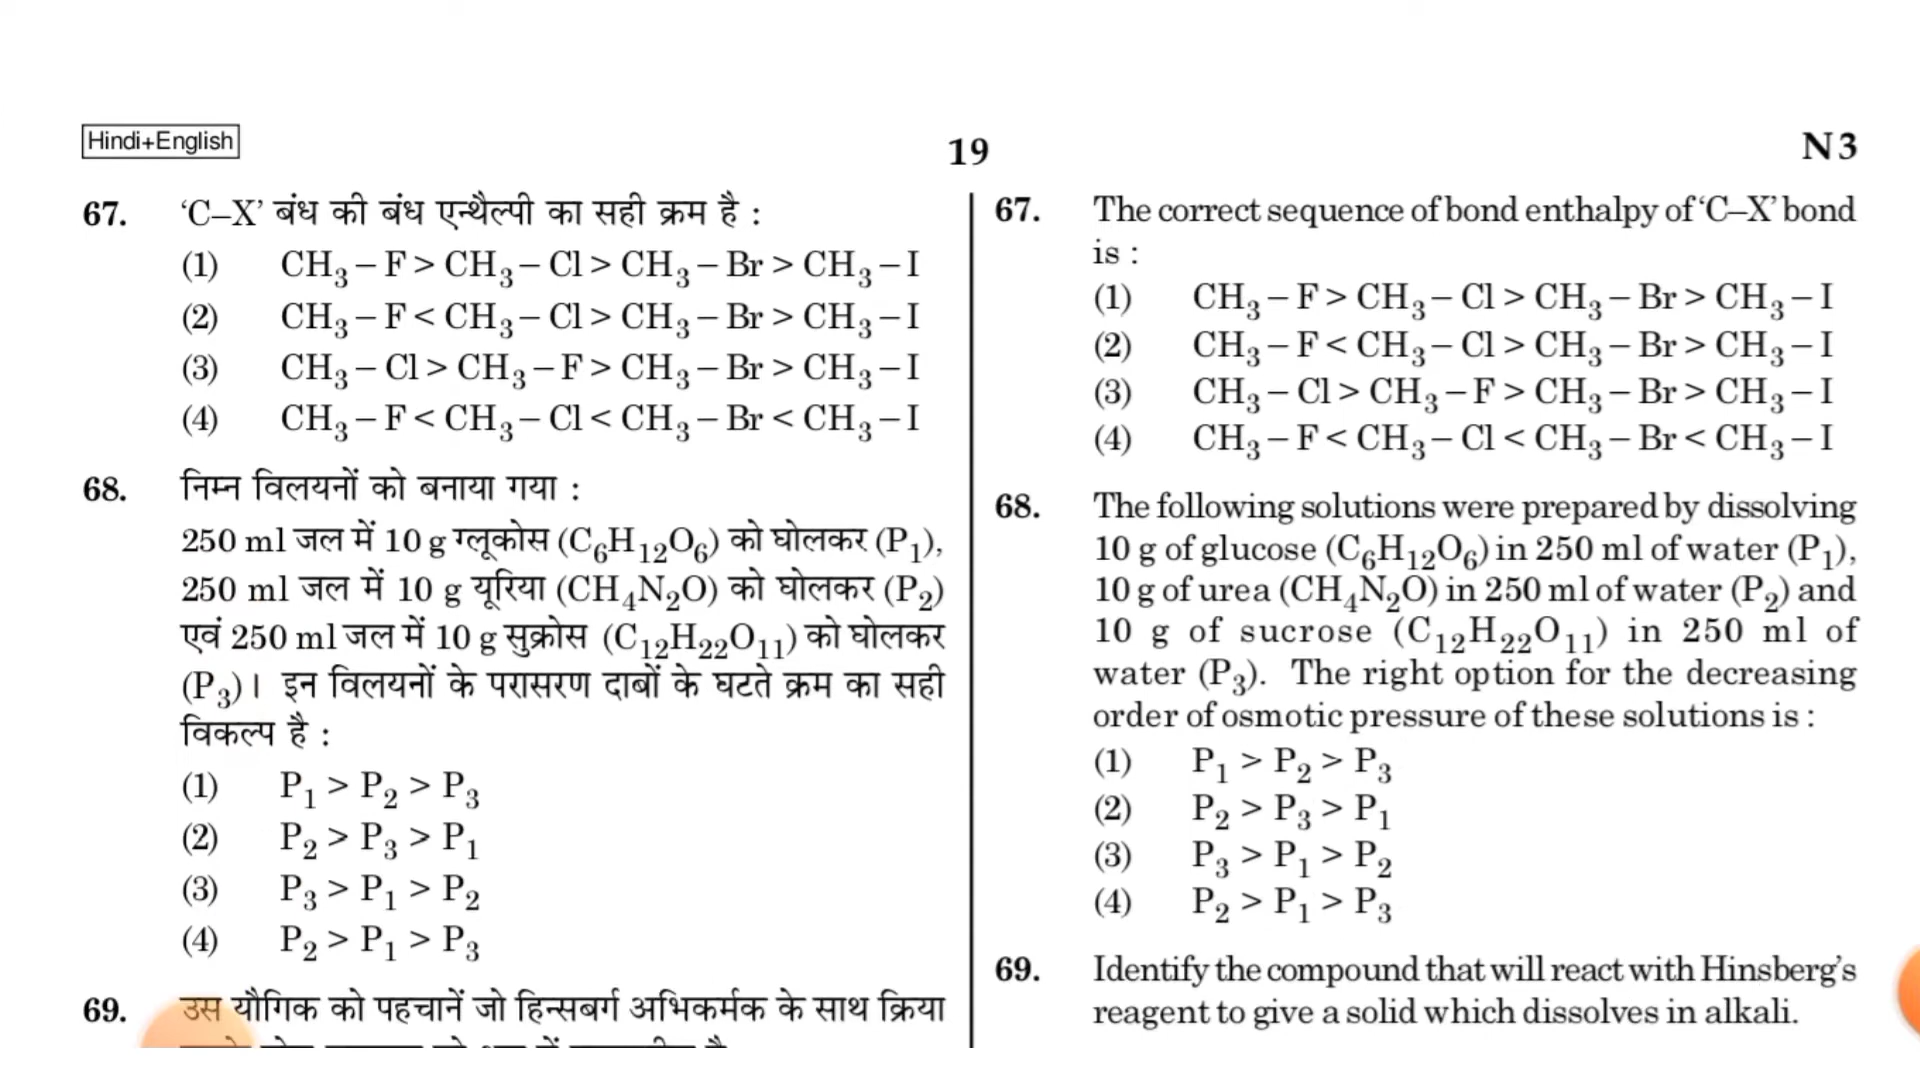 Hindi+English
19
N3
67. ‘C–X’ बंध की बंध एन्थैल्पी का सही क्रम है :
(1) CH₃ – F > CH₃ – Cl > CH₃ – Br > CH₃ – I
(2) CH₃ – F < CH₃ – Cl > CH₃ – Br > CH₃ – I
(3) CH₃ – Cl > CH₃ – F > CH₃ – Br > CH₃ – I
(4) CH₃ – F < CH₃ – Cl < CH₃ – Br < CH₃ – I
68. निम्न विलयनों को बनाया गया :
250 ml जल में 10 g ग्लूकोस (C₆H₁₂O₆) को घोलकर (P₁),
250 ml जल में 10 g यूरिया (CH₄N₂O) को घोलकर (P₂)
एवं 250 ml जल में 10 g सुक्रोस (C₁₂H₂₂O₁₁) को घोलकर
(P₃)। इन विलयनों के परासरण दाबों के घटते क्रम का सही
विकल्प है :
(1) P₁ > P₂ > P₃
(2) P₂ > P₃ > P₁
(3) P₃ > P₁ > P₂
(4) P₂ > P₁ > P₃
69. उस यौगिक को पहचानें जो हिन्सबर्ग अभिकर्मक के साथ क्रिया
67. The correct sequence of bond enthalpy of ‘C–X’ bond
is :
(1) CH₃ – F > CH₃ – Cl > CH₃ – Br > CH₃ – I
(2) CH₃ – F < CH₃ – Cl > CH₃ – Br > CH₃ – I
(3) CH₃ – Cl > CH₃ – F > CH₃ – Br > CH₃ – I
(4) CH₃ – F < CH₃ – Cl < CH₃ – Br < CH₃ – I
68. The following solutions were prepared by dissolving
10 g of glucose (C₆H₁₂O₆) in 250 ml of water (P₁),
10 g of urea (CH₄N₂O) in 250 ml of water (P₂) and
10 g of sucrose (C₁₂H₂₂O₁₁) in 250 ml of
water (P₃). The right option for the decreasing
order of osmotic pressure of these solutions is :
(1) P₁ > P₂ > P₃
(2) P₂ > P₃ > P₁
(3) P₃ > P₁ > P₂
(4) P₂ > P₁ > P₃
69. Identify the compound that will react with Hinsberg’s
reagent to give a solid which dissolves in alkali.